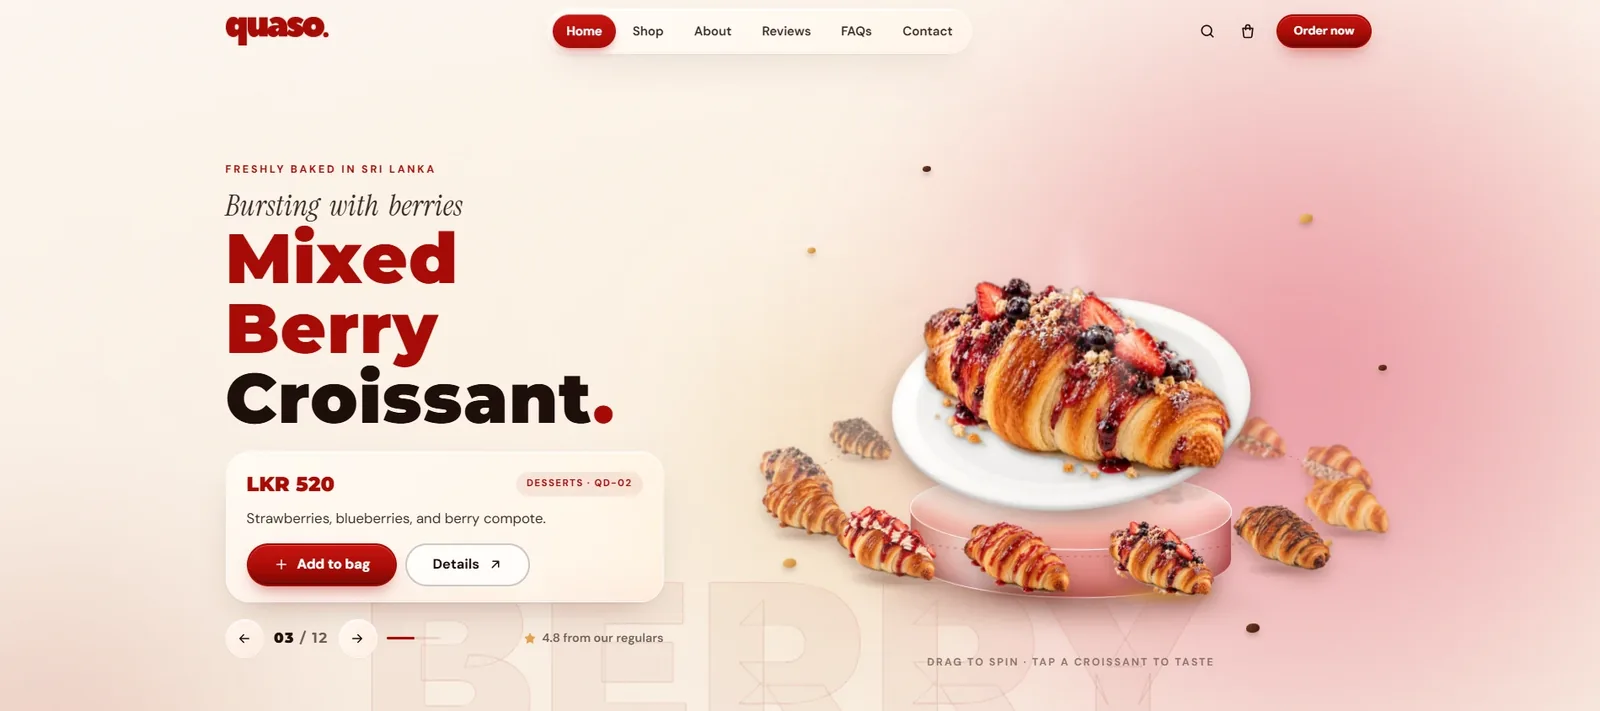 quaso.
Home Shop About Reviews FAQs Contact
Order now
FRESHLY BAKED IN SRI LANKA
Bursting with berries
Mixed
Berry
Croissant.
LKR 520
DESSERTS · QD-02
Strawberries, blueberries, and berry compote.
+ Add to bag
Details ↗
← 03 / 12 →
★ 4.8 from our regulars
BERRY
DRAG TO SPIN · TAP A CROISSANT TO TASTE